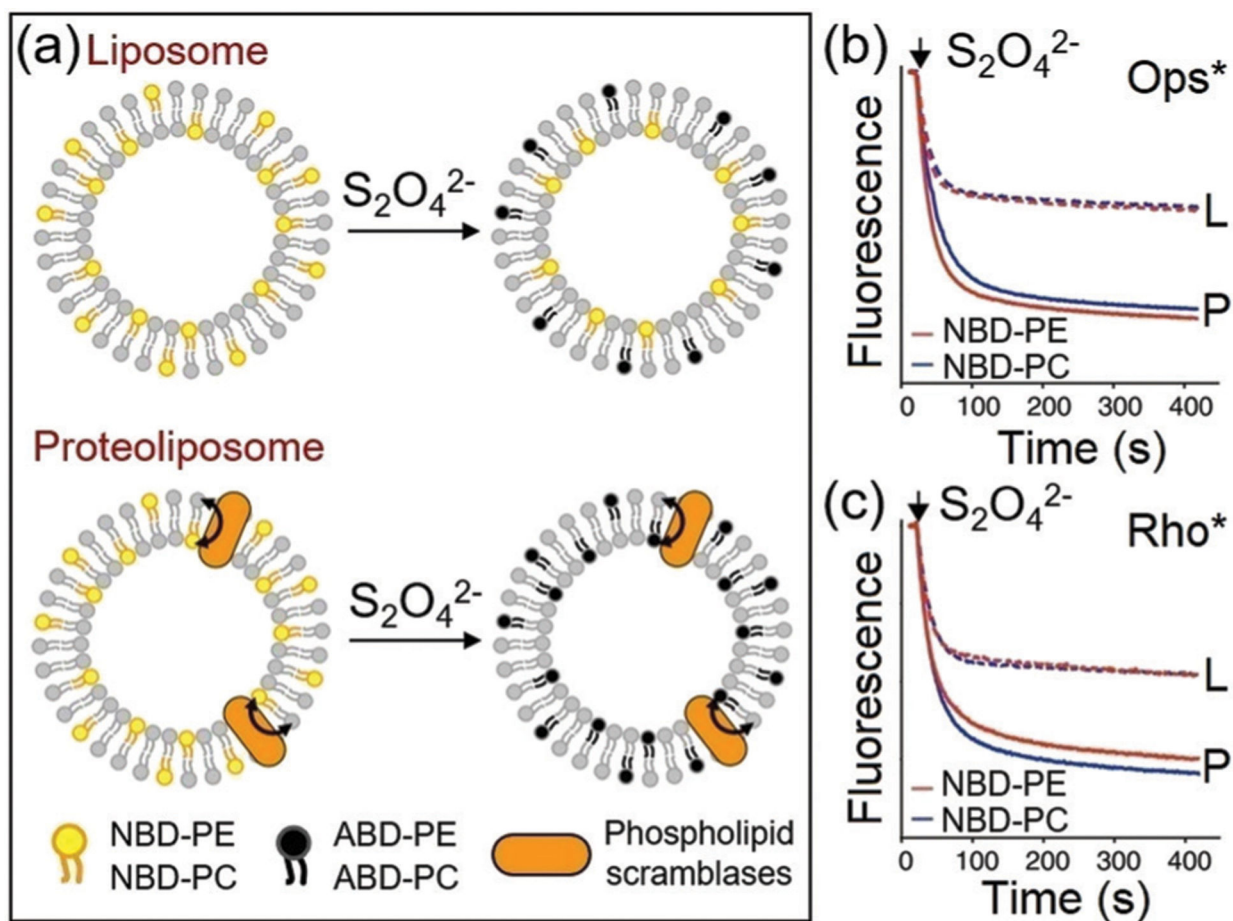 (a) Liposome
S₂O₄²⁻
Proteoliposome
S₂O₄²⁻
NBD-PE
NBD-PC
ABD-PE
ABD-PC
Phospholipid
scramblases
(b) S₂O₄²⁻
Ops*
Fluorescence
L
P
NBD-PE
NBD-PC
0 100 200 300 400
Time (s)
(c) S₂O₄²⁻
Rho*
Fluorescence
L
P
NBD-PE
NBD-PC
0 100 200 300 400
Time (s)